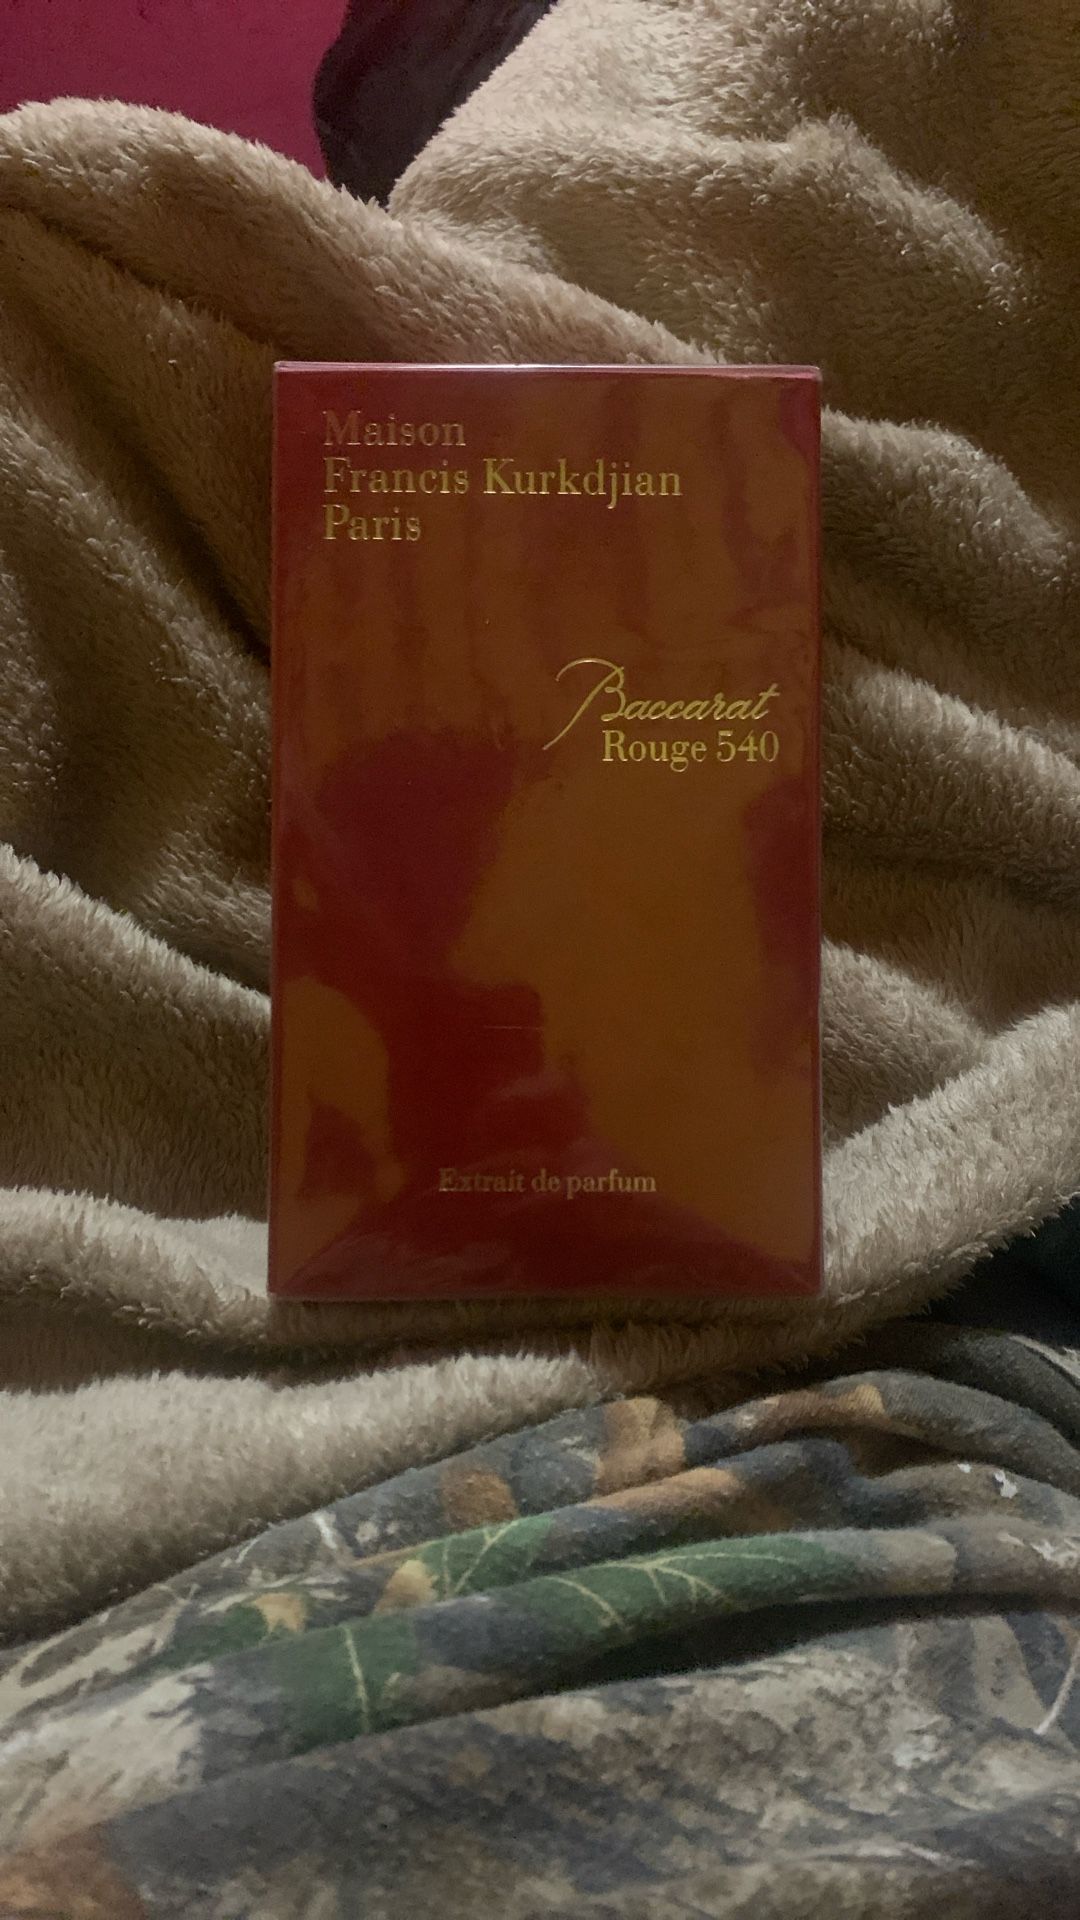 Maison
Francis Kurkdjian
Paris
Baccarat
Rouge 540
Extrait de parfum